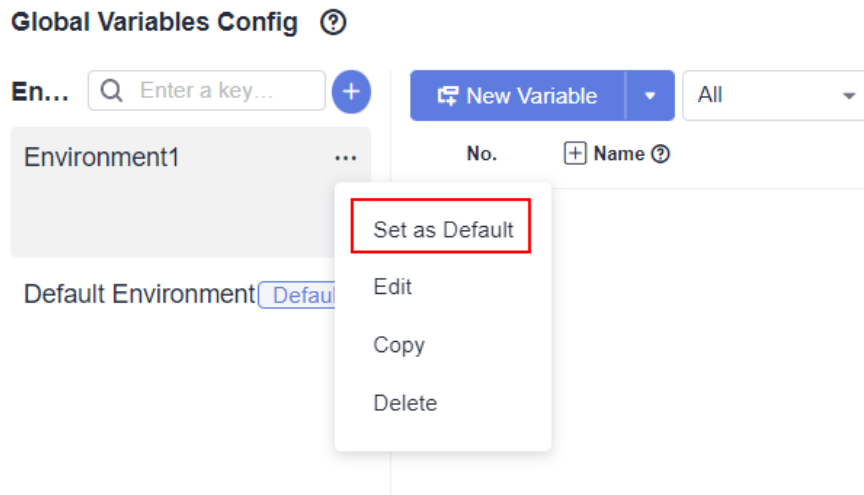 Global Variables Config
En... Enter a key... New Variable All
Environment1 ... No. Name
Set as Default
Default Environment Defau
Edit
Copy
Delete